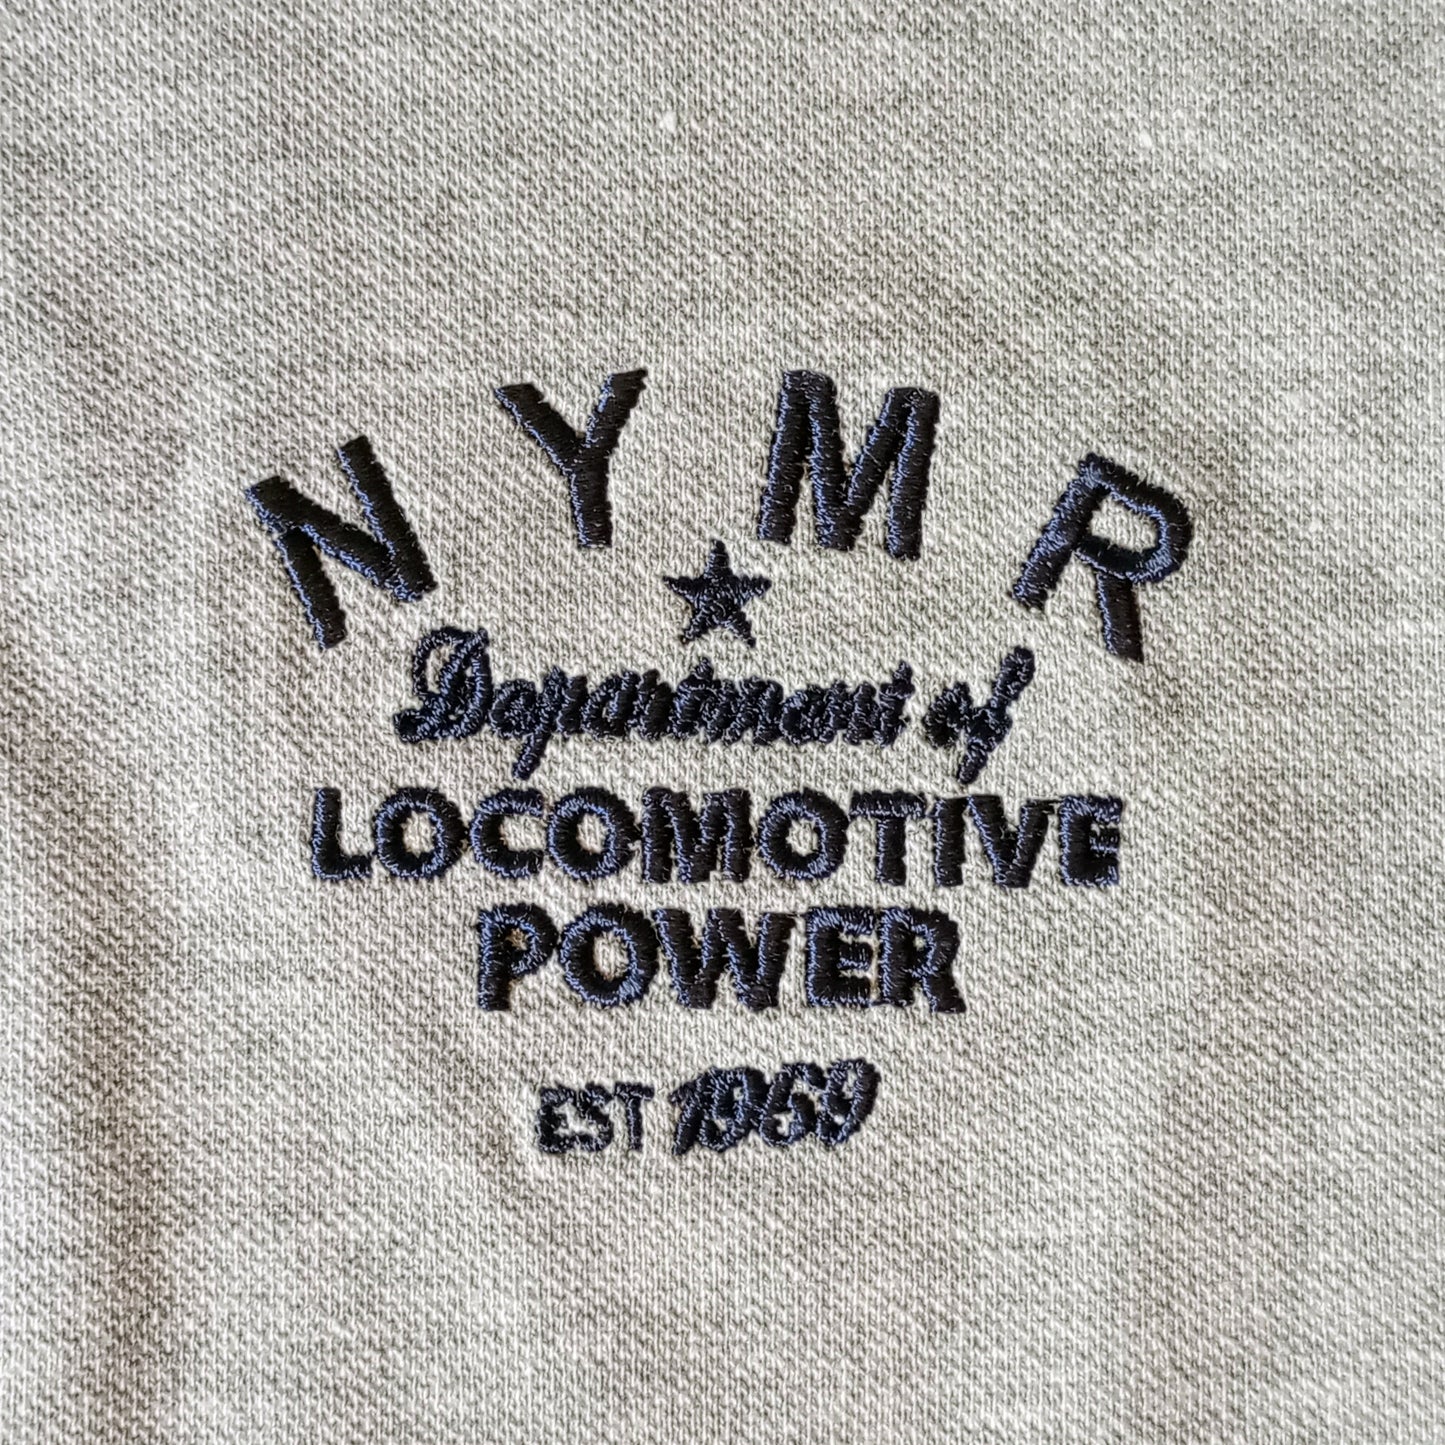 NYMR
Department of
LOCOMOTIVE
POWER
EST 1969